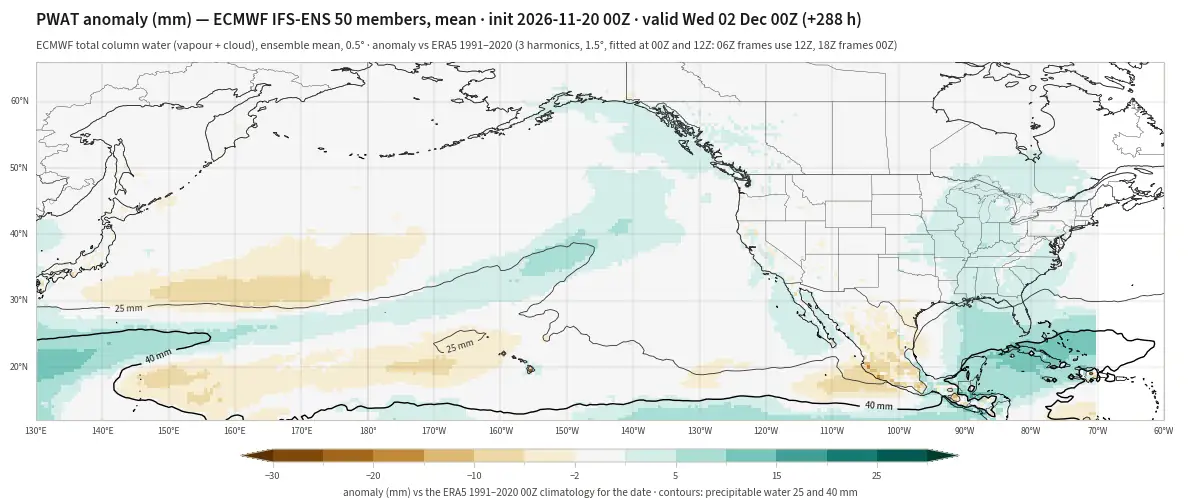 PWAT anomaly (mm) — ECMWF IFS-ENS 50 members, mean · init 2026-11-20 00Z · valid Wed 02 Dec 00Z (+288 h)
ECMWF total column water (vapour + cloud), ensemble mean, 0.5° · anomaly vs ERA5 1991–2020 (3 harmonics, 1.5°, fitted at 00Z and 12Z: 06Z frames use 12Z, 18Z frames 00Z)
60°N
50°N
40°N
30°N
20°N
25 mm
40 mm
25 mm
40 mm
130°E 140°E 150°E 160°E 170°E 180° 170°W 160°W 150°W 140°W 130°W 120°W 110°W 100°W 90°W 80°W 70°W 60°W
−30 −20 −10 −2 5 15 25
anomaly (mm) vs the ERA5 1991–2020 00Z climatology for the date · contours: precipitable water 25 and 40 mm